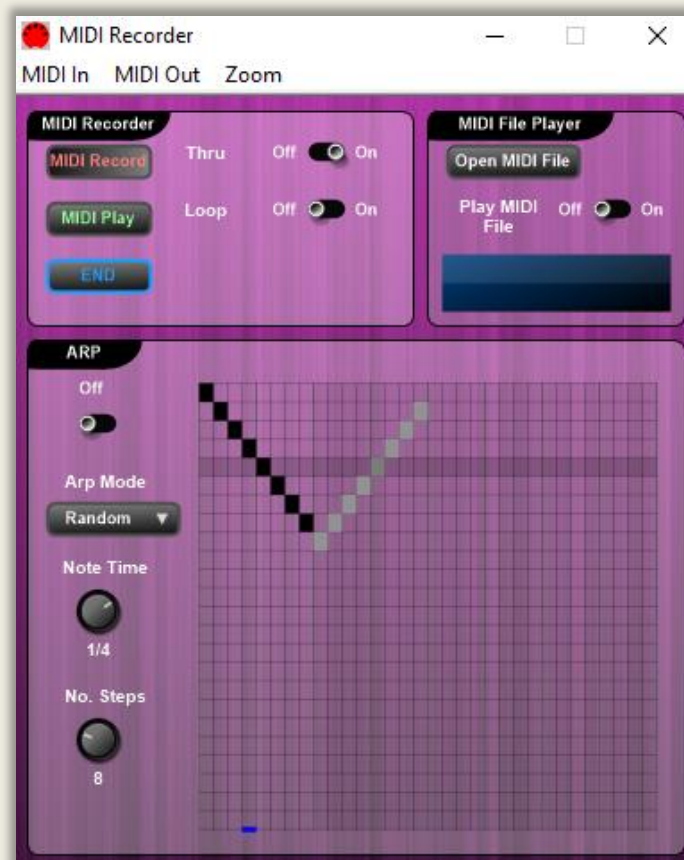 MIDI Recorder
MIDI In MIDI Out Zoom
MIDI Recorder
MIDI Record
Thru Off On
MIDI Play
Loop Off On
END
MIDI File Player
Open MIDI File
Play MIDI
File
Off On
ARP
Off
Arp Mode
Random
Note Time
1/4
No. Steps
8